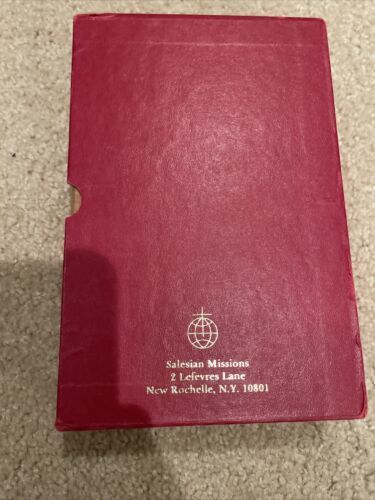 Salesian Missions
2 Lefevres Lane
New Rochelle, N.Y. 10801